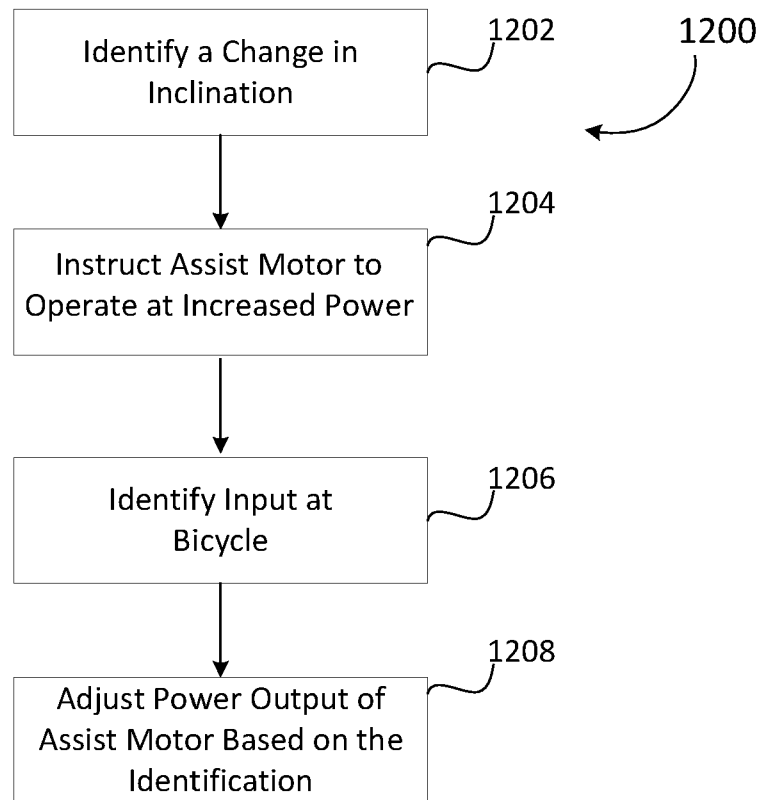 1200
Identify a Change in
Inclination
1202
Instruct Assist Motor to
Operate at Increased Power
1204
Identify Input at
Bicycle
1206
Adjust Power Output of
Assist Motor Based on the
Identification
1208